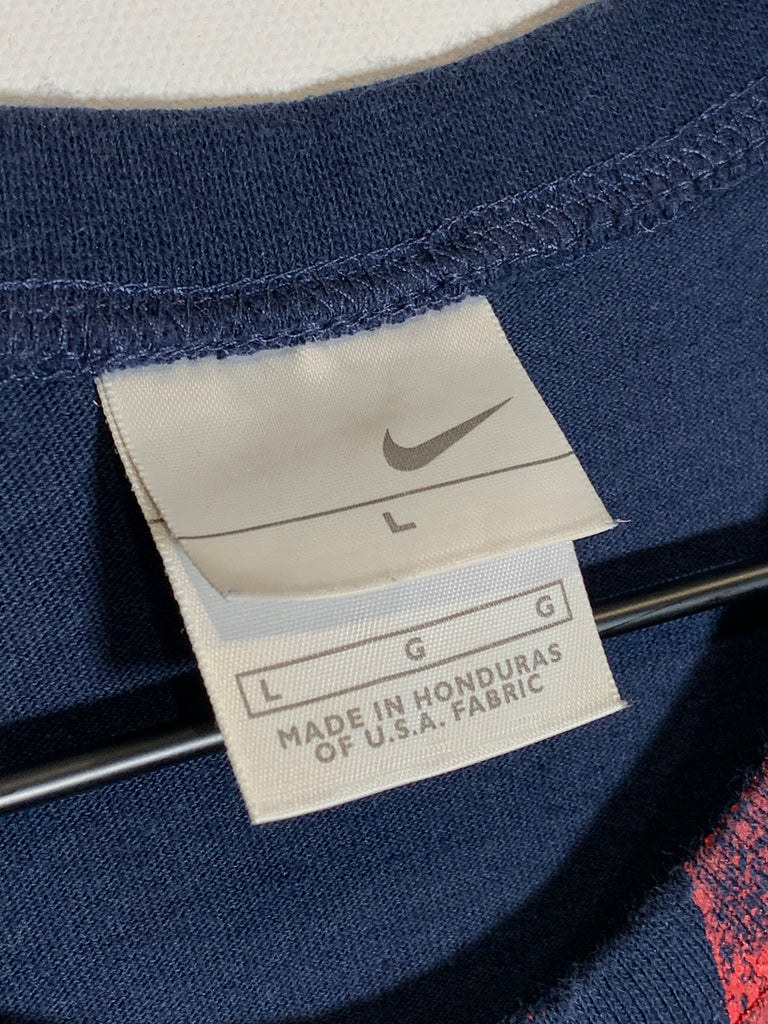 L
L G G
MADE IN HONDURAS
OF U.S.A. FABRIC